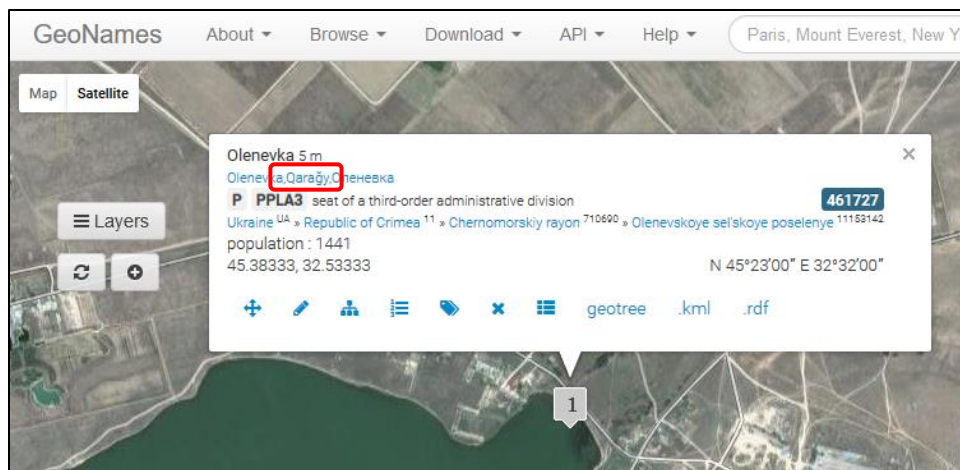 GeoNames About Browse Download API Help Paris, Mount Everest, New Y
Map Satellite
Olenevka 5 m
Olenevka,Qarağy,Оленевка
P PPLA3 seat of a third-order administrative division 461727
Ukraine UA » Republic of Crimea 11 » Chernomorskiy rayon 710690 » Olenevskoye sel'skoye poselenye 11153142
population : 1441
45.38333, 32.53333 N 45°23'00" E 32°32'00"
Layers
geotree .kml .rdf
1